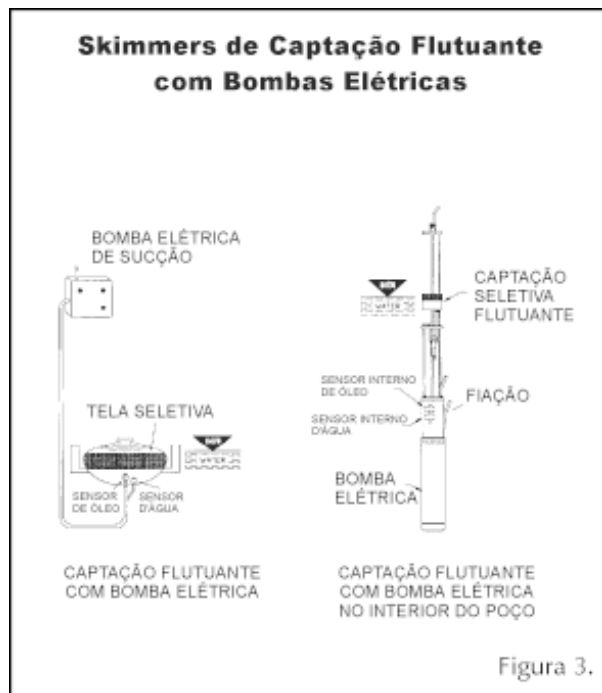 Skimmers de Captação Flutuante
com Bombas Elétricas
BOMBA ELÉTRICA
DE SUCÇÃO
TELA SELETIVA
WATER
SENSOR
DE ÓLEO
SENSOR
D'ÁGUA
CAPTAÇÃO FLUTUANTE
COM BOMBA ELÉTRICA
WATER
CAPTAÇÃO
SELETIVA
FLUTUANTE
SENSOR INTERNO
DE ÓLEO
FIAÇÃO
SENSOR INTERNO
D'ÁGUA
BOMBA
ELÉTRICA
CAPTAÇÃO FLUTUANTE
COM BOMBA ELÉTRICA
NO INTERIOR DO POÇO
Figura 3.